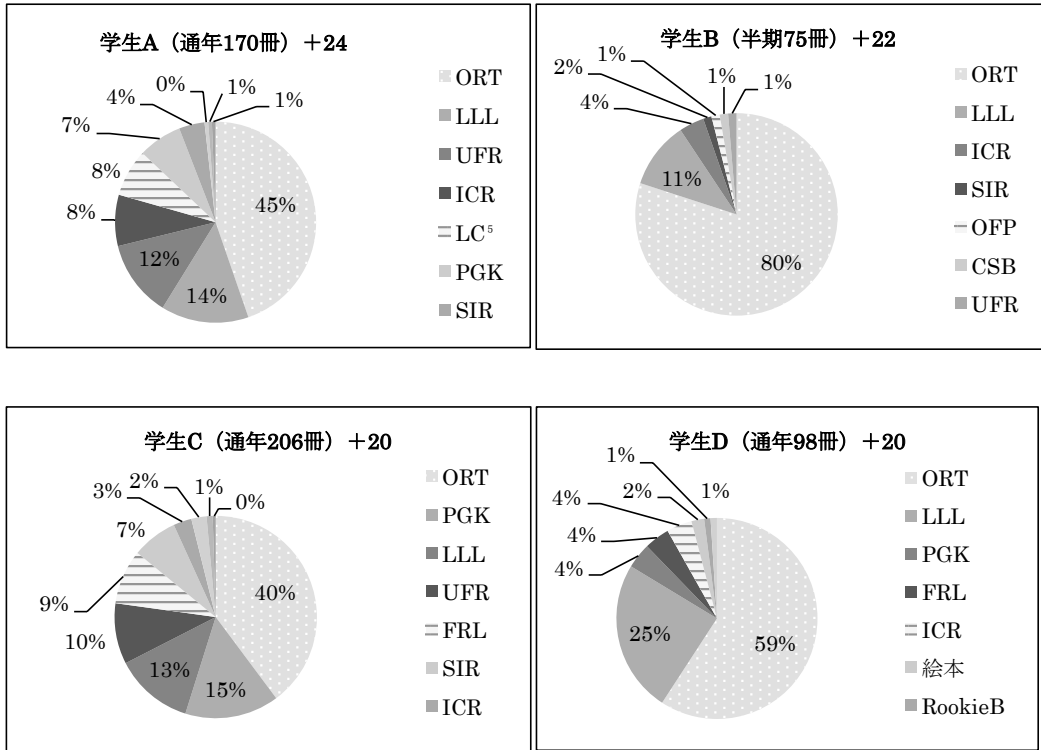 学生A（通年170冊）＋24
0%
1%
1%
4%
7%
8%
8%
12%
14%
45%
ORT
LLL
UFR
ICR
LC⁵
PGK
SIR
学生B（半期75冊）＋22
1%
2%
4%
1%
1%
11%
80%
ORT
LLL
ICR
SIR
OFP
CSB
UFR
学生C（通年206冊）＋20
2%
1%
0%
3%
7%
9%
10%
13%
15%
40%
ORT
PGK
LLL
UFR
FRL
SIR
ICR
学生D（通年98冊）＋20
1%
2%
1%
4%
4%
4%
25%
59%
ORT
LLL
PGK
FRL
ICR
絵本
RookieB